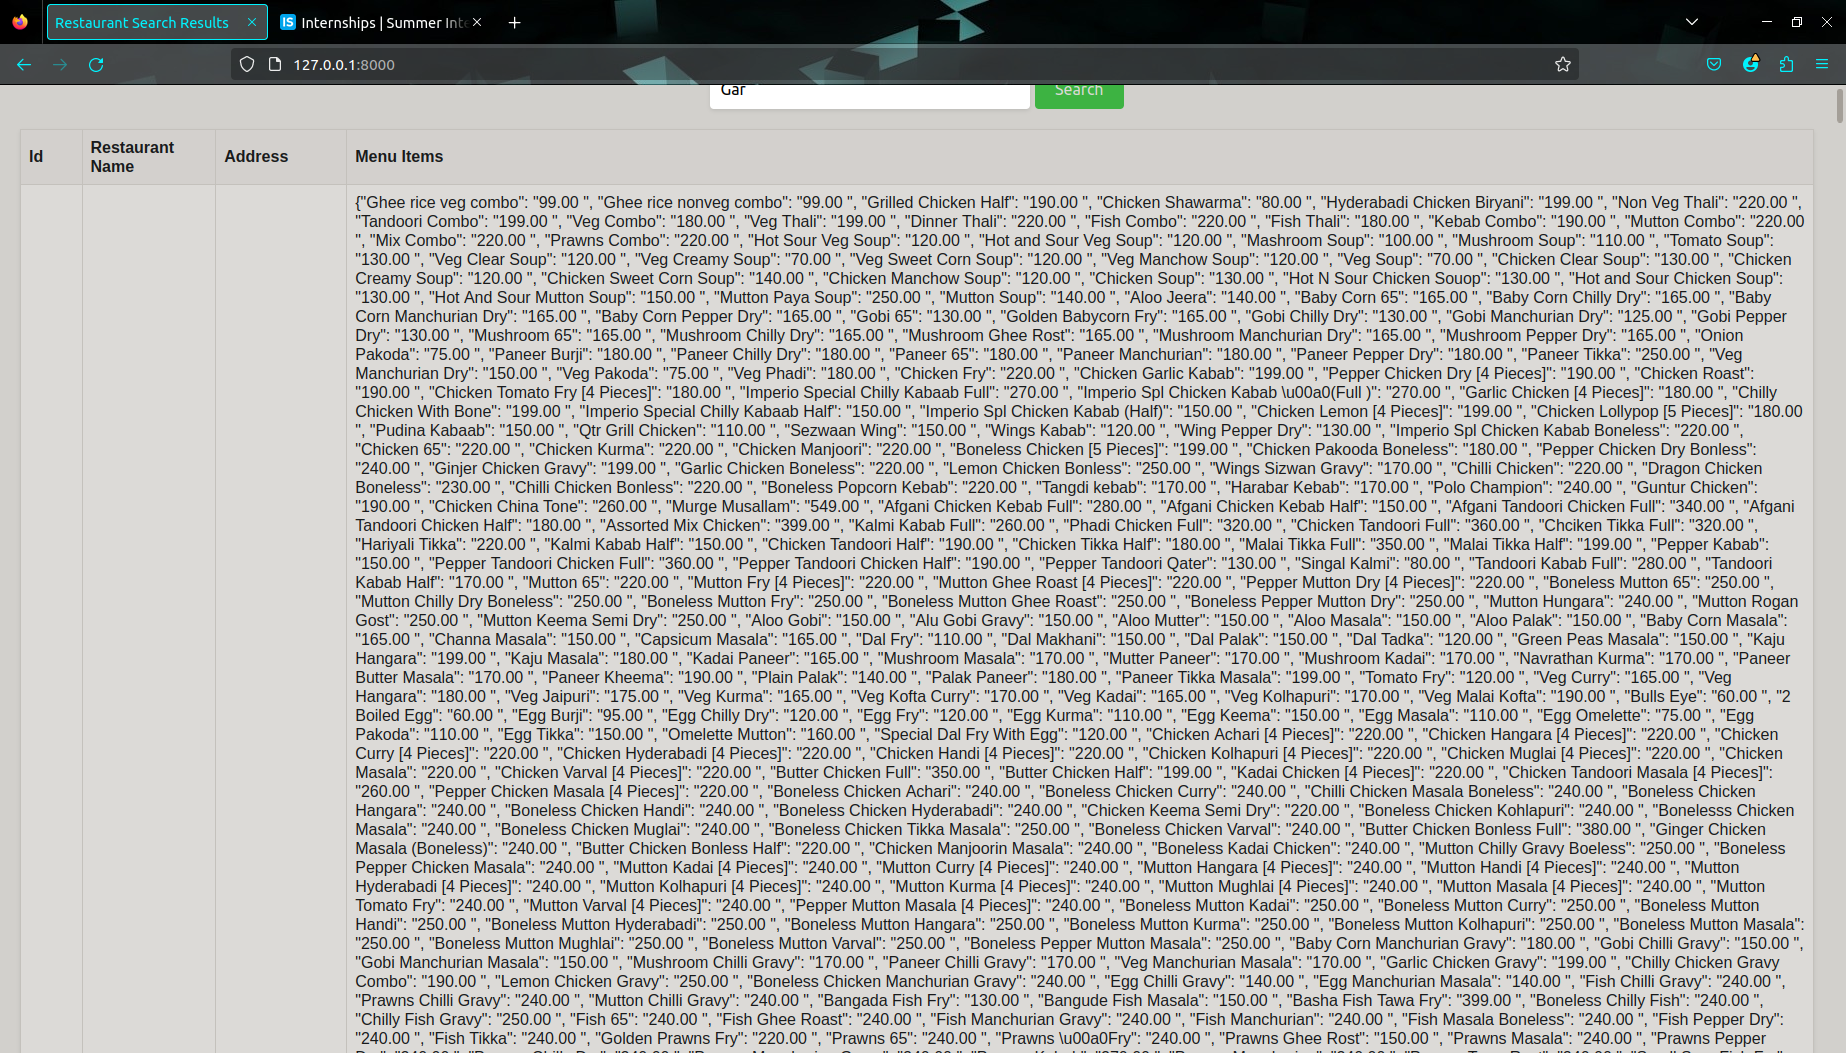 Restaurant Search Results
IS Internships | Summer Inte
127.0.0.1:8000
Gar
Search
Id
Restaurant Name
Address
Menu Items
{"Ghee rice veg combo": "99.00 ", "Ghee rice nonveg combo": "99.00 ", "Grilled Chicken Half": "190.00 ", "Chicken Shawarma": "80.00 ", "Hyderabadi Chicken Biryani": "199.00 ", "Non Veg Thali": "220.00 ",
"Tandoori Combo": "199.00 ", "Veg Combo": "180.00 ", "Veg Thali": "199.00 ", "Dinner Thali": "220.00 ", "Fish Combo": "220.00 ", "Fish Thali": "180.00 ", "Kebab Combo": "190.00 ", "Mutton Combo": "220.00
", "Mix Combo": "220.00 ", "Prawns Combo": "220.00 ", "Hot Sour Veg Soup": "120.00 ", "Hot and Sour Veg Soup": "120.00 ", "Mashroom Soup": "100.00 ", "Mushroom Soup": "110.00 ", "Tomato Soup":
"130.00 ", "Veg Clear Soup": "120.00 ", "Veg Creamy Soup": "70.00 ", "Veg Sweet Corn Soup": "120.00 ", "Veg Manchow Soup": "120.00 ", "Veg Soup": "70.00 ", "Chicken Clear Soup": "130.00 ", "Chicken
Creamy Soup": "120.00 ", "Chicken Sweet Corn Soup": "140.00 ", "Chicken Manchow Soup": "120.00 ", "Chicken Soup": "130.00 ", "Hot N Sour Chicken Souop": "130.00 ", "Hot and Sour Chicken Soup":
"130.00 ", "Hot And Sour Mutton Soup": "150.00 ", "Mutton Paya Soup": "250.00 ", "Mutton Soup": "140.00 ", "Aloo Jeera": "140.00 ", "Baby Corn 65": "165.00 ", "Baby Corn Chilly Dry": "165.00 ", "Baby
Corn Manchurian Dry": "165.00 ", "Baby Corn Pepper Dry": "165.00 ", "Gobi 65": "130.00 ", "Golden Babycorn Fry": "165.00 ", "Gobi Chilly Dry": "130.00 ", "Gobi Manchurian Dry": "125.00 ", "Gobi Pepper
Dry": "130.00 ", "Mushroom 65": "165.00 ", "Mushroom Chilly Dry": "165.00 ", "Mushroom Ghee Rost": "165.00 ", "Mushroom Manchurian Dry": "165.00 ", "Mushroom Pepper Dry": "165.00 ", "Onion
Pakoda": "75.00 ", "Paneer Burji": "180.00 ", "Paneer Chilly Dry": "180.00 ", "Paneer 65": "180.00 ", "Paneer Manchurian": "180.00 ", "Paneer Pepper Dry": "180.00 ", "Paneer Tikka": "250.00 ", "Veg
Manchurian Dry": "150.00 ", "Veg Pakoda": "75.00 ", "Veg Phadi": "180.00 ", "Chicken Fry": "220.00 ", "Chicken Garlic Kabab": "199.00 ", "Pepper Chicken Dry [4 Pieces]": "190.00 ", "Chicken Roast":
"190.00 ", "Chicken Tomato Fry [4 Pieces]": "180.00 ", "Imperio Special Chilly Kabaab Full": "270.00 ", "Imperio Spl Chicken Kabab \u00a0(Full )": "270.00 ", "Garlic Chicken [4 Pieces]": "180.00 ", "Chilly
Chicken With Bone": "199.00 ", "Imperio Special Chilly Kabaab Half": "150.00 ", "Imperio Spl Chicken Kabab (Half)": "150.00 ", "Chicken Lemon [4 Pieces]": "199.00 ", "Chicken Lollypop [5 Pieces]": "180.00
", "Pudina Kabaab": "150.00 ", "Qtr Grill Chicken": "110.00 ", "Sezwaan Wing": "150.00 ", "Wings Kabab": "120.00 ", "Wing Pepper Dry": "130.00 ", "Imperio Spl Chicken Kabab Boneless": "220.00 ",
"Chicken 65": "220.00 ", "Chicken Kurma": "220.00 ", "Chicken Manjoori": "220.00 ", "Boneless Chicken [5 Pieces]": "199.00 ", "Chicken Pakooda Boneless": "180.00 ", "Pepper Chicken Dry Bonless":
"240.00 ", "Ginjer Chicken Gravy": "199.00 ", "Garlic Chicken Boneless": "220.00 ", "Lemon Chicken Bonless": "250.00 ", "Wings Sizwan Gravy": "170.00 ", "Chilli Chicken": "220.00 ", "Dragon Chicken
Boneless": "230.00 ", "Chilli Chicken Bonless": "220.00 ", "Boneless Popcorn Kebab": "220.00 ", "Tangdi kebab": "170.00 ", "Harabar Kebab": "170.00 ", "Polo Champion": "240.00 ", "Guntur Chicken":
"190.00 ", "Chicken China Tone": "260.00 ", "Murge Musallam": "549.00 ", "Afgani Chicken Kebab Full": "280.00 ", "Afgani Chicken Kebab Half": "150.00 ", "Afgani Tandoori Chicken Full": "340.00 ", "Afgani
Tandoori Chicken Half": "180.00 ", "Assorted Mix Chicken": "399.00 ", "Kalmi Kabab Full": "260.00 ", "Phadi Chicken Full": "320.00 ", "Chicken Tandoori Full": "360.00 ", "Chciken Tikka Full": "320.00 ",
"Hariyali Tikka": "220.00 ", "Kalmi Kabab Half": "150.00 ", "Chicken Tandoori Half": "190.00 ", "Chicken Tikka Half": "180.00 ", "Malai Tikka Full": "350.00 ", "Malai Tikka Half": "199.00 ", "Pepper Kabab":
"150.00 ", "Pepper Tandoori Chicken Full": "360.00 ", "Pepper Tandoori Chicken Half": "190.00 ", "Pepper Tandoori Qater": "130.00 ", "Singal Kalmi": "80.00 ", "Tandoori Kabab Full": "280.00 ", "Tandoori
Kabab Half": "170.00 ", "Mutton 65": "220.00 ", "Mutton Fry [4 Pieces]": "220.00 ", "Mutton Ghee Roast [4 Pieces]": "220.00 ", "Pepper Mutton Dry [4 Pieces]": "220.00 ", "Boneless Mutton 65": "250.00 ",
"Mutton Chilly Dry Boneless": "250.00 ", "Boneless Mutton Fry": "250.00 ", "Boneless Mutton Ghee Roast": "250.00 ", "Boneless Pepper Mutton Dry": "250.00 ", "Mutton Hungara": "240.00 ", "Mutton Rogan
Gost": "250.00 ", "Mutton Keema Semi Dry": "250.00 ", "Aloo Gobi": "150.00 ", "Alu Gobi Gravy": "150.00 ", "Aloo Mutter": "150.00 ", "Aloo Masala": "150.00 ", "Aloo Palak": "150.00 ", "Baby Corn Masala":
"165.00 ", "Channa Masala": "150.00 ", "Capsicum Masala": "165.00 ", "Dal Fry": "110.00 ", "Dal Makhani": "150.00 ", "Dal Palak": "150.00 ", "Dal Tadka": "120.00 ", "Green Peas Masala": "150.00 ", "Kaju
Hangara": "199.00 ", "Kaju Masala": "180.00 ", "Kadai Paneer": "165.00 ", "Mushroom Masala": "170.00 ", "Mutter Paneer": "170.00 ", "Mushroom Kadai": "170.00 ", "Navrathan Kurma": "170.00 ", "Paneer
Butter Masala": "170.00 ", "Paneer Kheema": "190.00 ", "Plain Palak": "140.00 ", "Palak Paneer": "180.00 ", "Paneer Tikka Masala": "199.00 ", "Tomato Fry": "120.00 ", "Veg Curry": "165.00 ", "Veg
Hangara": "180.00 ", "Veg Jaipuri": "175.00 ", "Veg Kurma": "165.00 ", "Veg Kofta Curry": "170.00 ", "Veg Kadai": "165.00 ", "Veg Kolhapuri": "170.00 ", "Veg Malai Kofta": "190.00 ", "Bulls Eye": "60.00 ", "2
Boiled Egg": "60.00 ", "Egg Burji": "95.00 ", "Egg Chilly Dry": "120.00 ", "Egg Fry": "120.00 ", "Egg Kurma": "110.00 ", "Egg Keema": "150.00 ", "Egg Masala": "110.00 ", "Egg Omelette": "75.00 ", "Egg
Pakoda": "110.00 ", "Egg Tikka": "150.00 ", "Omelette Mutton": "160.00 ", "Special Dal Fry With Egg": "120.00 ", "Chicken Achari [4 Pieces]": "220.00 ", "Chicken Hangara [4 Pieces]": "220.00 ", "Chicken
Curry [4 Pieces]": "220.00 ", "Chicken Hyderabadi [4 Pieces]": "220.00 ", "Chicken Handi [4 Pieces]": "220.00 ", "Chicken Kolhapuri [4 Pieces]": "220.00 ", "Chicken Muglai [4 Pieces]": "220.00 ", "Chicken
Masala": "220.00 ", "Chicken Varval [4 Pieces]": "220.00 ", "Butter Chicken Full": "350.00 ", "Butter Chicken Half": "199.00 ", "Kadai Chicken [4 Pieces]": "220.00 ", "Chicken Tandoori Masala [4 Pieces]":
"260.00 ", "Pepper Chicken Masala [4 Pieces]": "220.00 ", "Boneless Chicken Achari": "240.00 ", "Boneless Chicken Curry": "240.00 ", "Chilli Chicken Masala Boneless": "240.00 ", "Boneless Chicken
Hangara": "240.00 ", "Boneless Chicken Handi": "240.00 ", "Boneless Chicken Hyderabadi": "240.00 ", "Chicken Keema Semi Dry": "220.00 ", "Boneless Chicken Kohlapuri": "240.00 ", "Bonelesss Chicken
Masala": "240.00 ", "Boneless Chicken Muglai": "240.00 ", "Boneless Chicken Tikka Masala": "250.00 ", "Boneless Chicken Varval": "240.00 ", "Butter Chicken Bonless Full": "380.00 ", "Ginger Chicken
Masala (Boneless)": "240.00 ", "Butter Chicken Bonless Half": "220.00 ", "Chicken Manjoorin Masala": "240.00 ", "Boneless Kadai Chicken": "240.00 ", "Mutton Chilly Gravy Boeless": "250.00 ", "Boneless
Pepper Chicken Masala": "240.00 ", "Mutton Kadai [4 Pieces]": "240.00 ", "Mutton Curry [4 Pieces]": "240.00 ", "Mutton Hangara [4 Pieces]": "240.00 ", "Mutton Handi [4 Pieces]": "240.00 ", "Mutton
Hyderabadi [4 Pieces]": "240.00 ", "Mutton Kolhapuri [4 Pieces]": "240.00 ", "Mutton Kurma [4 Pieces]": "240.00 ", "Mutton Mughlai [4 Pieces]": "240.00 ", "Mutton Masala [4 Pieces]": "240.00 ", "Mutton
Tomato Fry": "240.00 ", "Mutton Varval [4 Pieces]": "240.00 ", "Pepper Mutton Masala [4 Pieces]": "240.00 ", "Boneless Mutton Kadai": "250.00 ", "Boneless Mutton Curry": "250.00 ", "Boneless Mutton
Handi": "250.00 ", "Boneless Mutton Hyderabadi": "250.00 ", "Boneless Mutton Hangara": "250.00 ", "Boneless Mutton Kurma": "250.00 ", "Boneless Mutton Kolhapuri": "250.00 ", "Boneless Mutton Masala":
"250.00 ", "Boneless Mutton Mughlai": "250.00 ", "Boneless Mutton Varval": "250.00 ", "Boneless Pepper Mutton Masala": "250.00 ", "Baby Corn Manchurian Gravy": "180.00 ", "Gobi Chilli Gravy": "150.00 ",
"Gobi Manchurian Masala": "150.00 ", "Mushroom Chilli Gravy": "170.00 ", "Paneer Chilli Gravy": "170.00 ", "Veg Manchurian Masala": "170.00 ", "Garlic Chicken Gravy": "199.00 ", "Chilly Chicken Gravy
Combo": "190.00 ", "Lemon Chicken Gravy": "250.00 ", "Boneless Chicken Manchurian Gravy": "240.00 ", "Egg Chilli Gravy": "140.00 ", "Egg Manchurian Masala": "140.00 ", "Fish Chilli Gravy": "240.00 ",
"Prawns Chilli Gravy": "240.00 ", "Mutton Chilli Gravy": "240.00 ", "Bangada Fish Fry": "130.00 ", "Bangude Fish Masala": "150.00 ", "Basha Fish Tawa Fry": "399.00 ", "Boneless Chilly Fish": "240.00 ",
"Chilly Fish Gravy": "250.00 ", "Fish 65": "240.00 ", "Fish Ghee Roast": "240.00 ", "Fish Manchurian Gravy": "240.00 ", "Fish Manchurian": "240.00 ", "Fish Masala Boneless": "240.00 ", "Fish Pepper Dry":
"240.00 ", "Fish Tikka": "240.00 ", "Golden Prawns Fry": "220.00 ", "Prawns 65": "240.00 ", "Prawns \u00a0Fry": "240.00 ", "Prawns Ghee Rost": "150.00 ", "Prawns Masala": "240.00 ", "Prawns Pepper